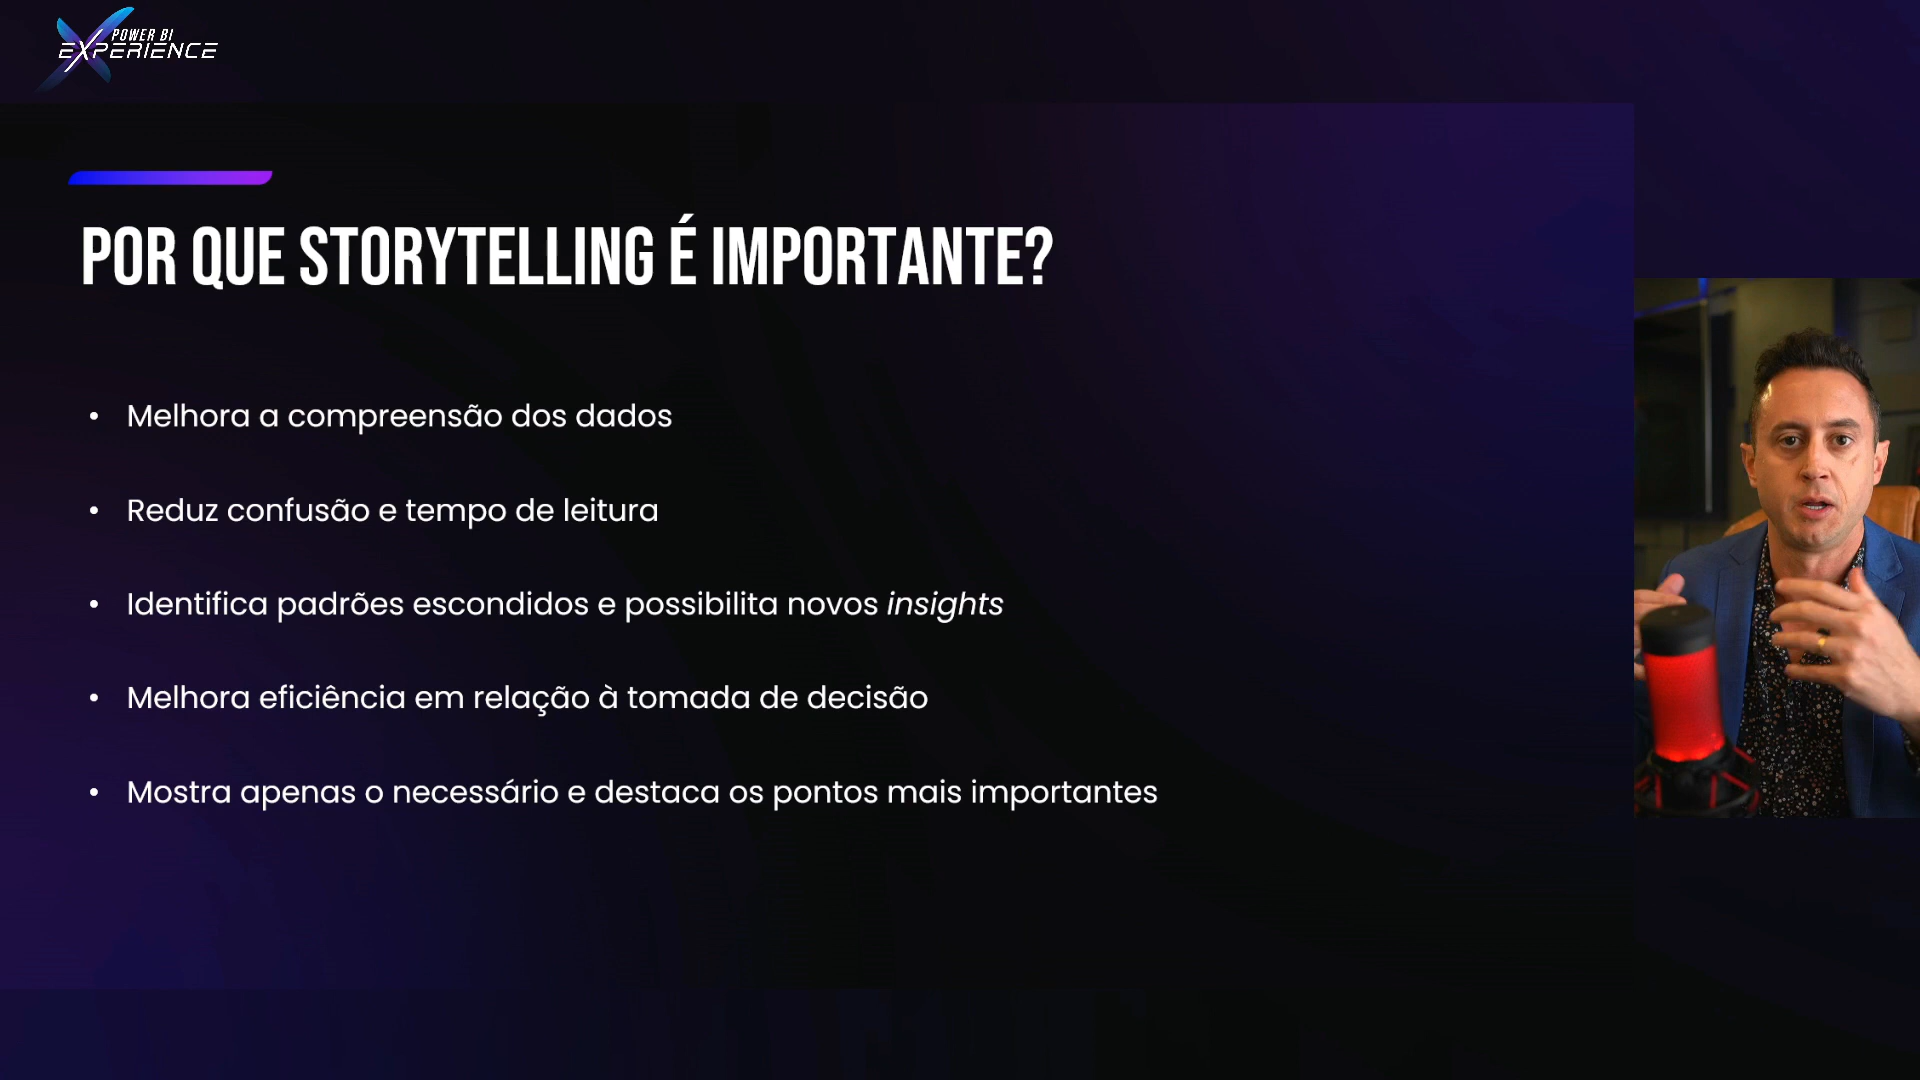 POWER BI
EXPERIENCE
POR QUE STORYTELLING É IMPORTANTE?
• Melhora a compreensão dos dados
• Reduz confusão e tempo de leitura
• Identifica padrões escondidos e possibilita novos insights
• Melhora eficiência em relação à tomada de decisão
• Mostra apenas o necessário e destaca os pontos mais importantes